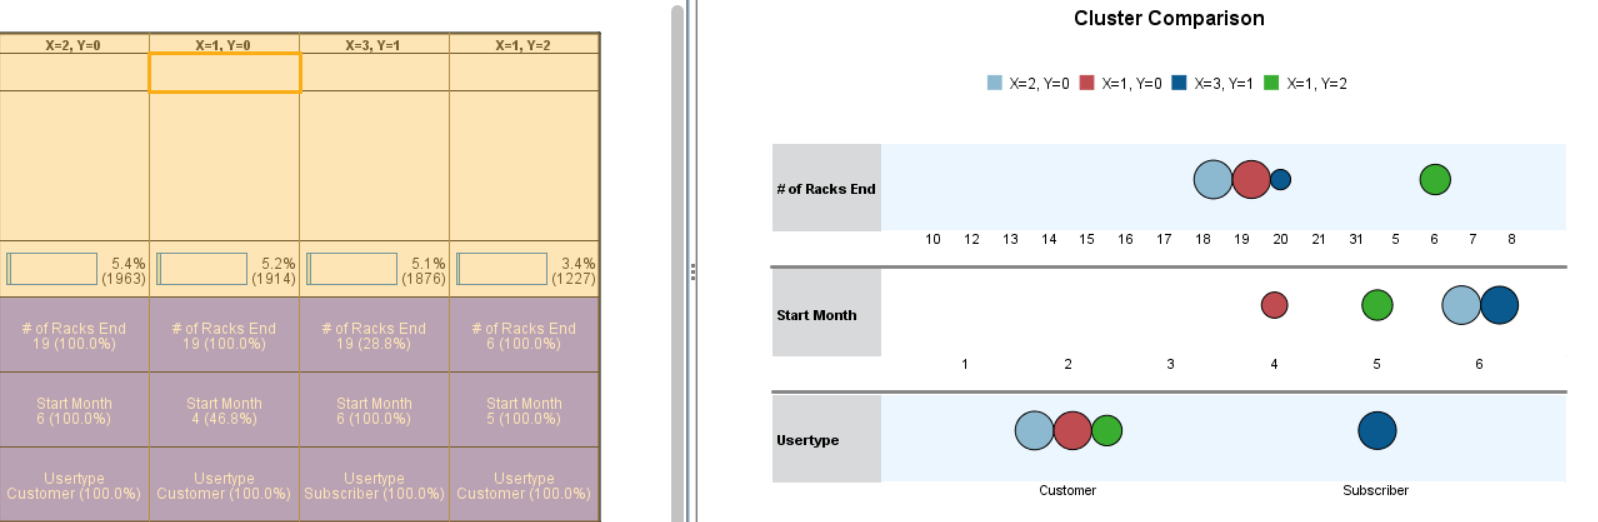 X=2, Y=0 X=1, Y=0 X=3, Y=1 X=1, Y=2
5.4% 5.2% 5.1% 3.4%
(1963) (1914) (1876) (1227)
# of Racks End # of Racks End # of Racks End # of Racks End
19 (100.0%) 19 (100.0%) 19 (28.8%) 6 (100.0%)
Start Month Start Month Start Month Start Month
6 (100.0%) 4 (46.8%) 6 (100.0%) 5 (100.0%)
Usertype Usertype Usertype Usertype
Customer (100.0%) Customer (100.0%) Subscriber (100.0%) Customer (100.0%)
Cluster Comparison
X=2, Y=0 X=1, Y=0 X=3, Y=1 X=1, Y=2
# of Racks End
10 12 13 14 15 16 17 18 19 20 21 31 5 6 7 8
Start Month
1 2 3 4 5 6
Usertype
Customer Subscriber